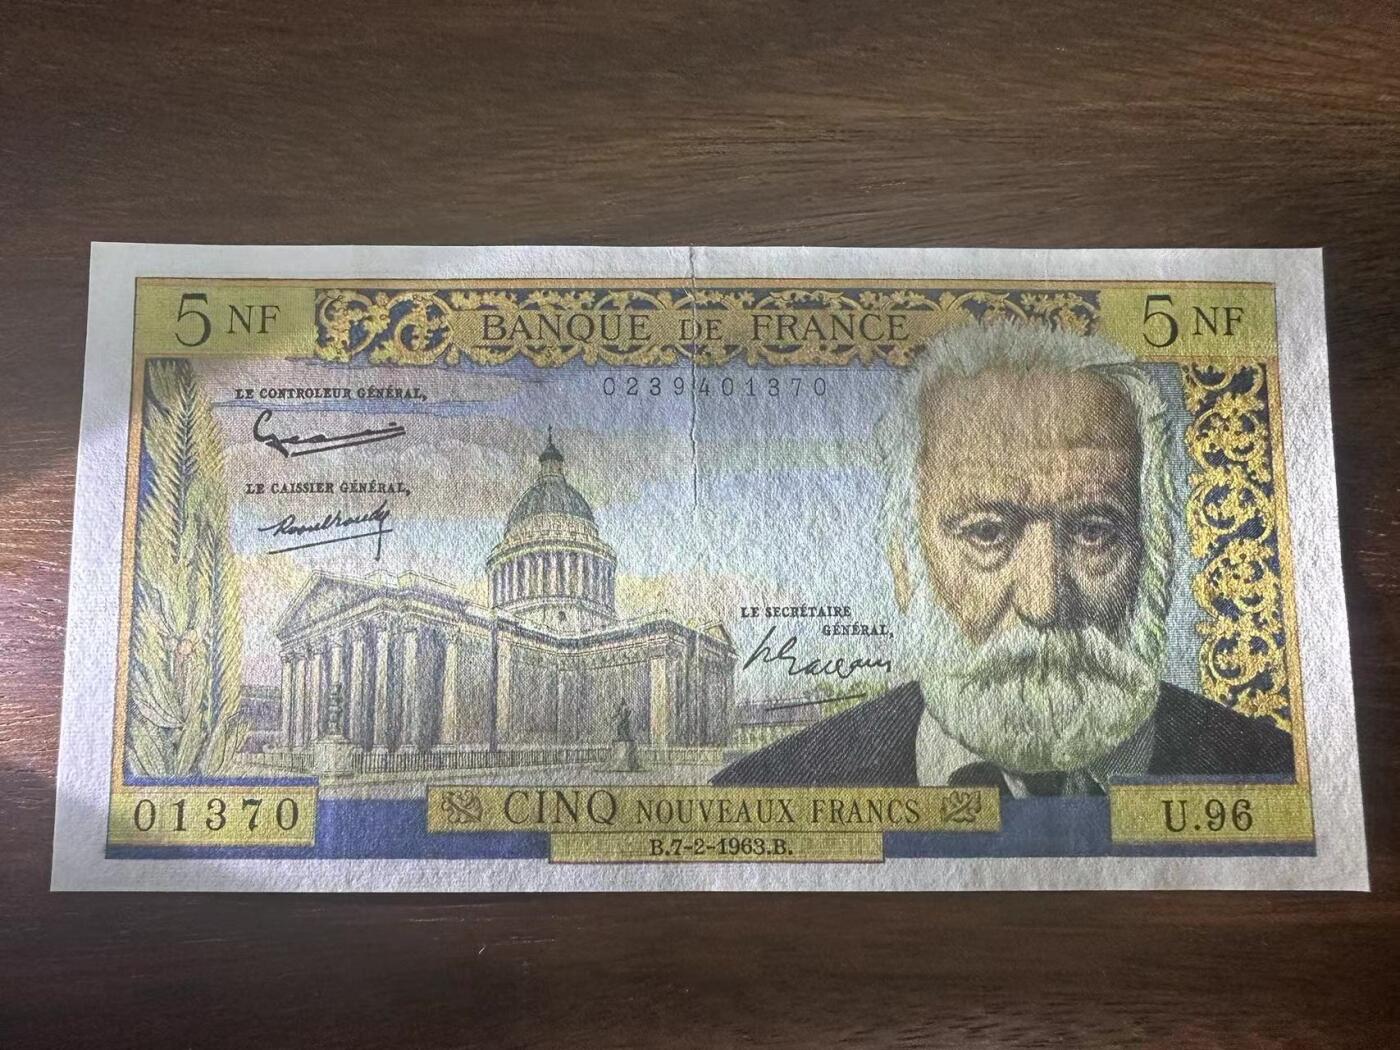 5 NF
BANQUE DE FRANCE
5 NF
0239401370
LE CONTROLEUR GÉNÉRAL,
LE CAISSIER GÉNÉRAL,
LE SECRÉTAIRE
GÉNÉRAL,
01370
CINQ NOUVEAUX FRANCS
U.96
B.7-2-1963.B.